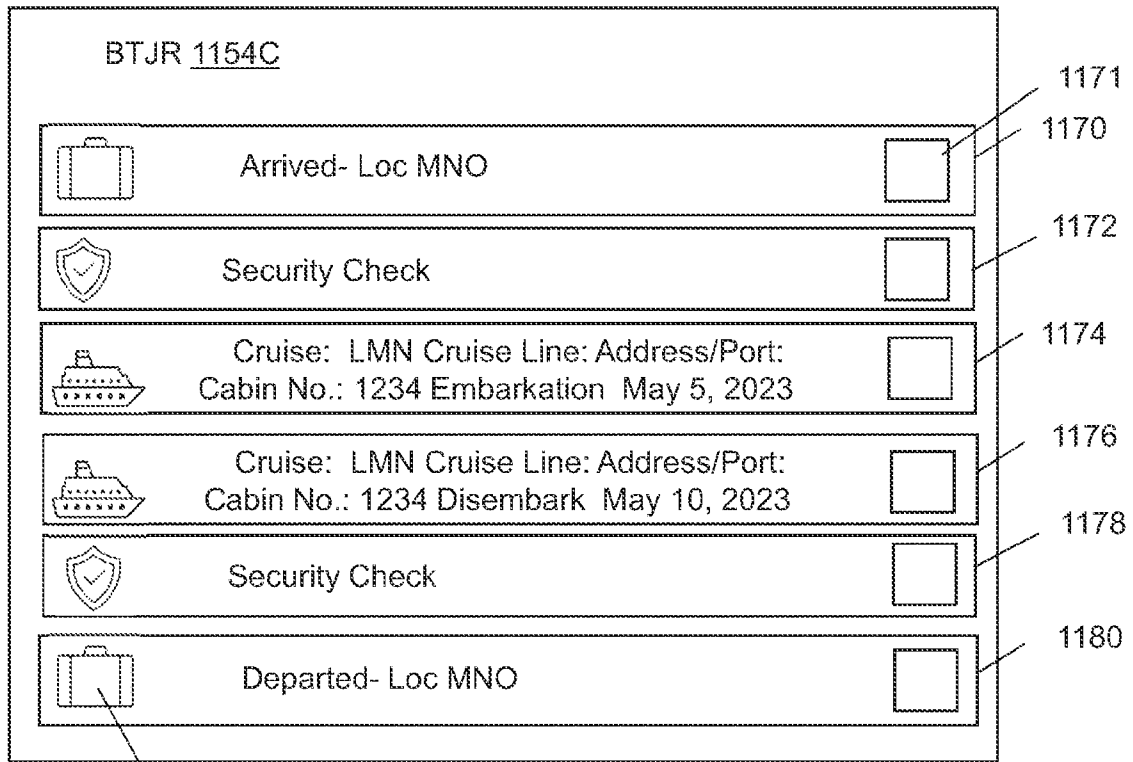 BTJR 1154C
1171
1170
Arrived- Loc MNO
1172
Security Check
1174
Cruise: LMN Cruise Line: Address/Port:
Cabin No.: 1234 Embarkation May 5, 2023
1176
Cruise: LMN Cruise Line: Address/Port:
Cabin No.: 1234 Disembark May 10, 2023
1178
Security Check
1180
Departed- Loc MNO